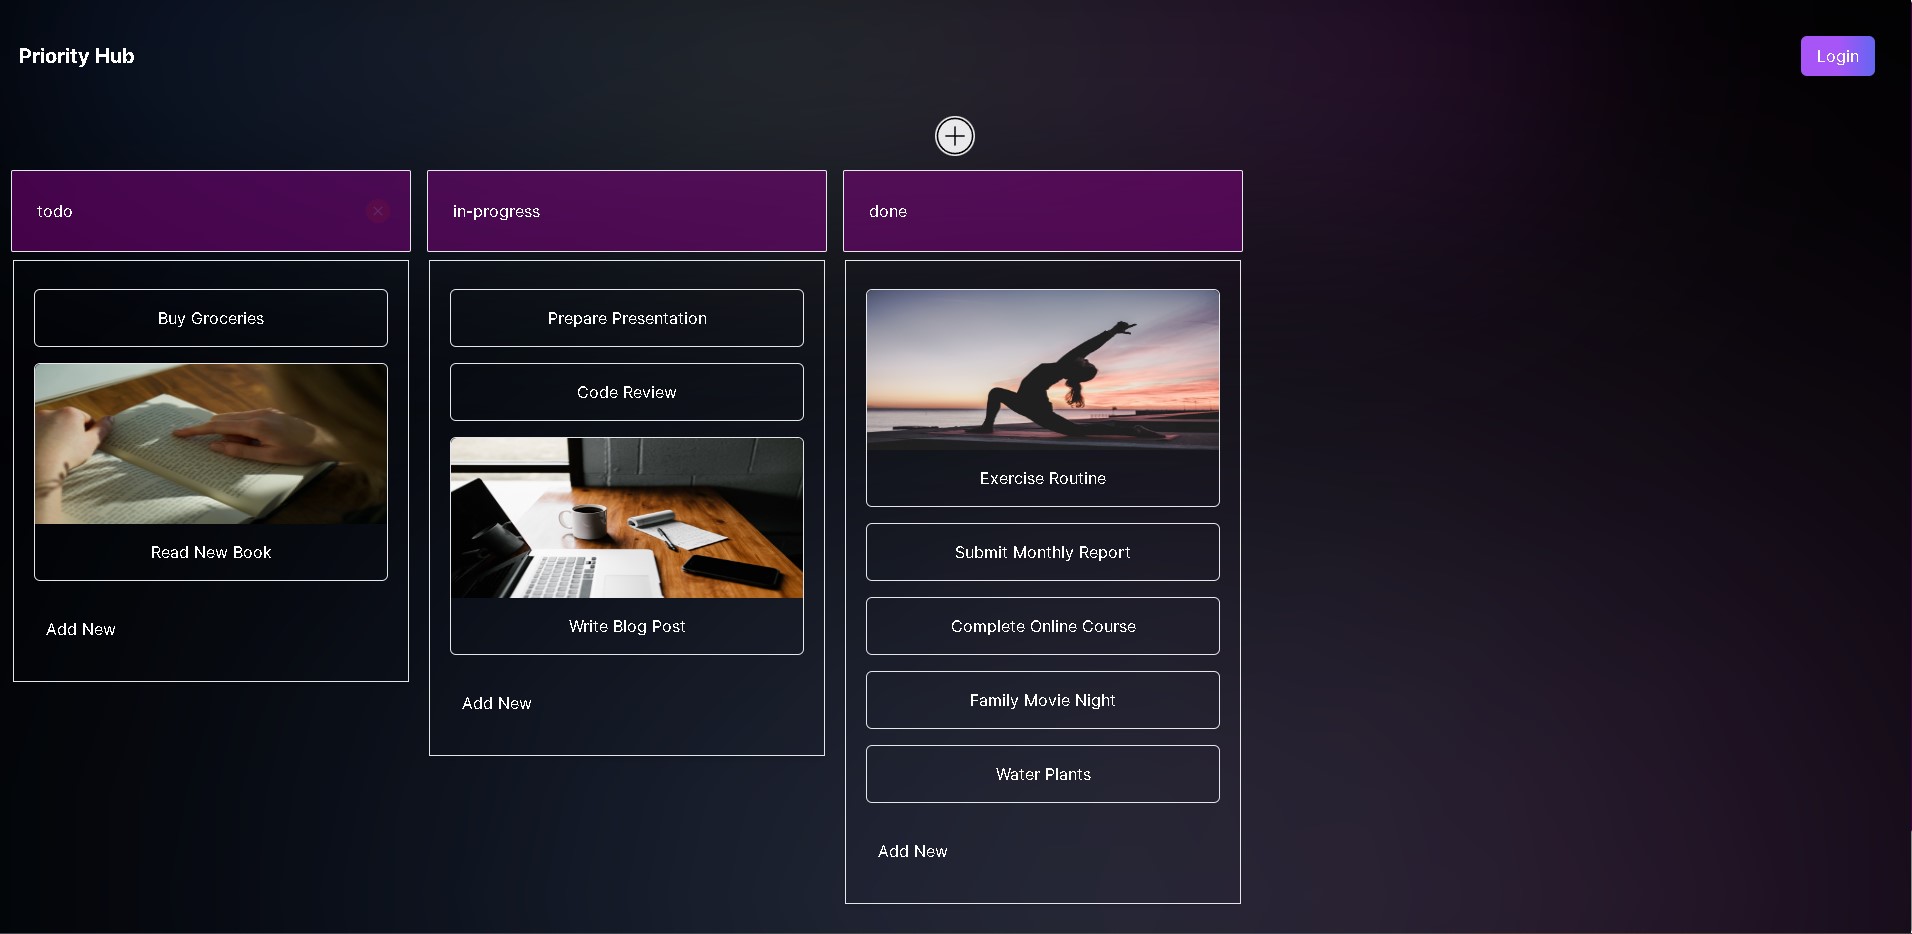 Priority Hub
Login
todo
in-progress
done
Buy Groceries
Read New Book
Add New
Prepare Presentation
Code Review
Write Blog Post
Add New
Exercise Routine
Submit Monthly Report
Complete Online Course
Family Movie Night
Water Plants
Add New